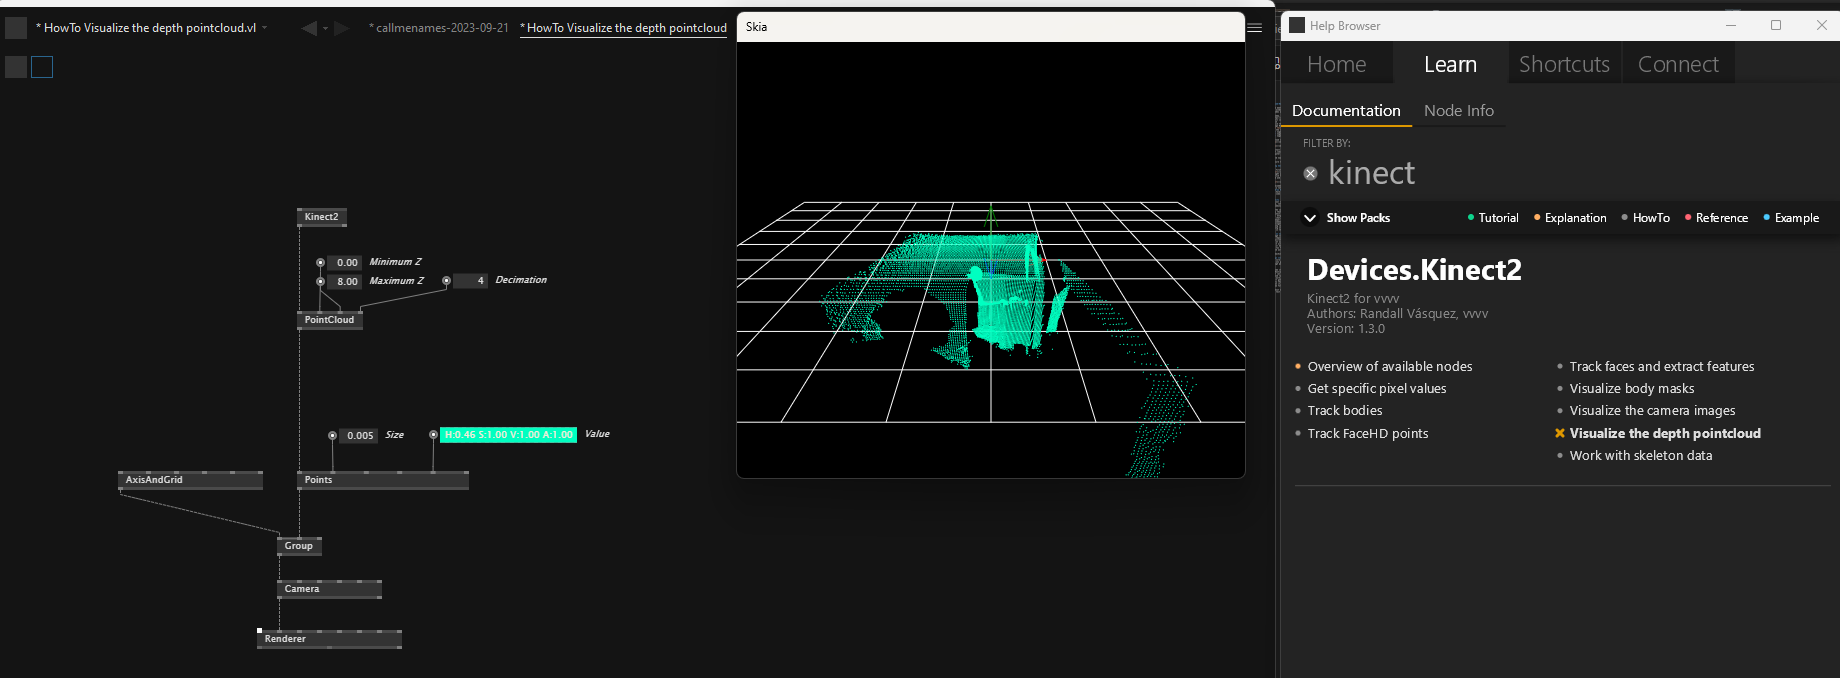 * HowTo Visualize the depth pointcloud.vl
* callmenames-2023-09-21
* HowTo Visualize the depth pointcloud
Kinect2
0.00 Minimum Z
8.00 Maximum Z
4 Decimation
PointCloud
0.005 Size
H:0.46 S:1.00 V:1.00 A:1.00 Value
AxisAndGrid
Points
Group
Camera
Renderer
Skia
Help Browser
Home Learn Shortcuts Connect
Documentation Node Info
FILTER BY:
kinect
Show Packs Tutorial Explanation HowTo Reference Example
Devices.Kinect2
Kinect2 for vvvv
Authors: Randall Vásquez, vvvv
Version: 1.3.0
Overview of available nodes
Get specific pixel values
Track bodies
Track FaceHD points
Track faces and extract features
Visualize body masks
Visualize the camera images
Visualize the depth pointcloud
Work with skeleton data